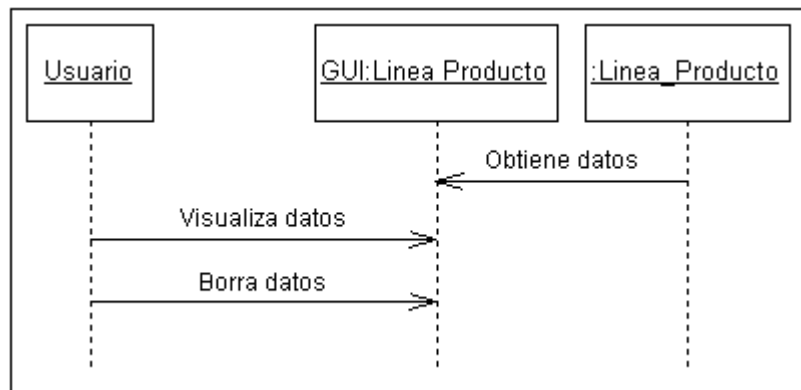 Usuario
GUI:Linea Producto
:Linea_Producto
Obtiene datos
Visualiza datos
Borra datos